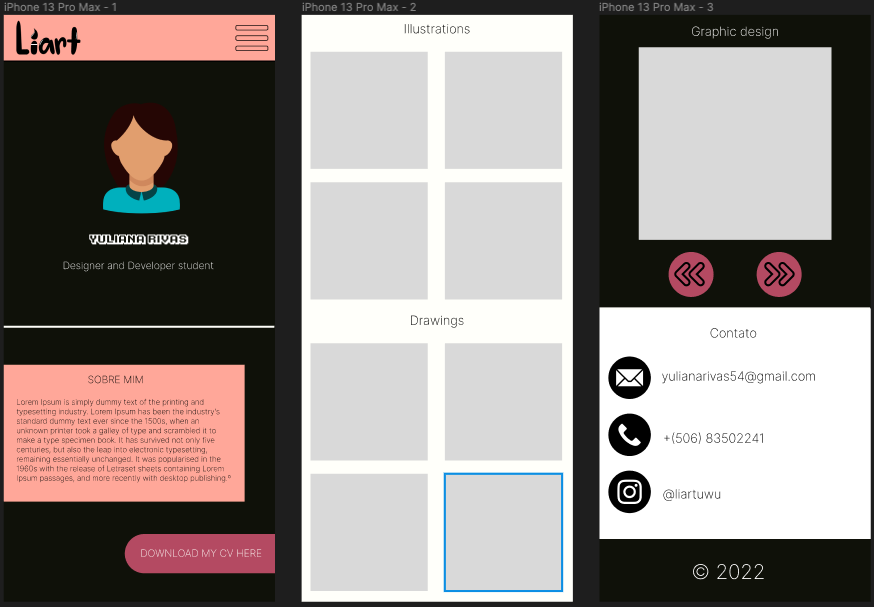 iPhone 13 Pro Max - 1
Liart
YULIANA RIVAS
Designer and Developer student
SOBRE MIM
Lorem Ipsum is simply dummy text of the printing and
typesetting industry. Lorem Ipsum has been the industry's
standard dummy text ever since the 1500s, when an
unknown printer took a galley of type and scrambled it to
make a type specimen book. It has survived not only five
centuries, but also the leap into electronic typesetting,
remaining essentially unchanged. It was popularised in the
1960s with the release of Letraset sheets containing Lorem
Ipsum passages, and more recently with desktop publishing.º
DOWNLOAD MY CV HERE
iPhone 13 Pro Max - 2
Illustrations
Drawings
iPhone 13 Pro Max - 3
Graphic design
Contato
yulianarivas54@gmail.com
+(506) 83502241
@liartuwu
© 2022